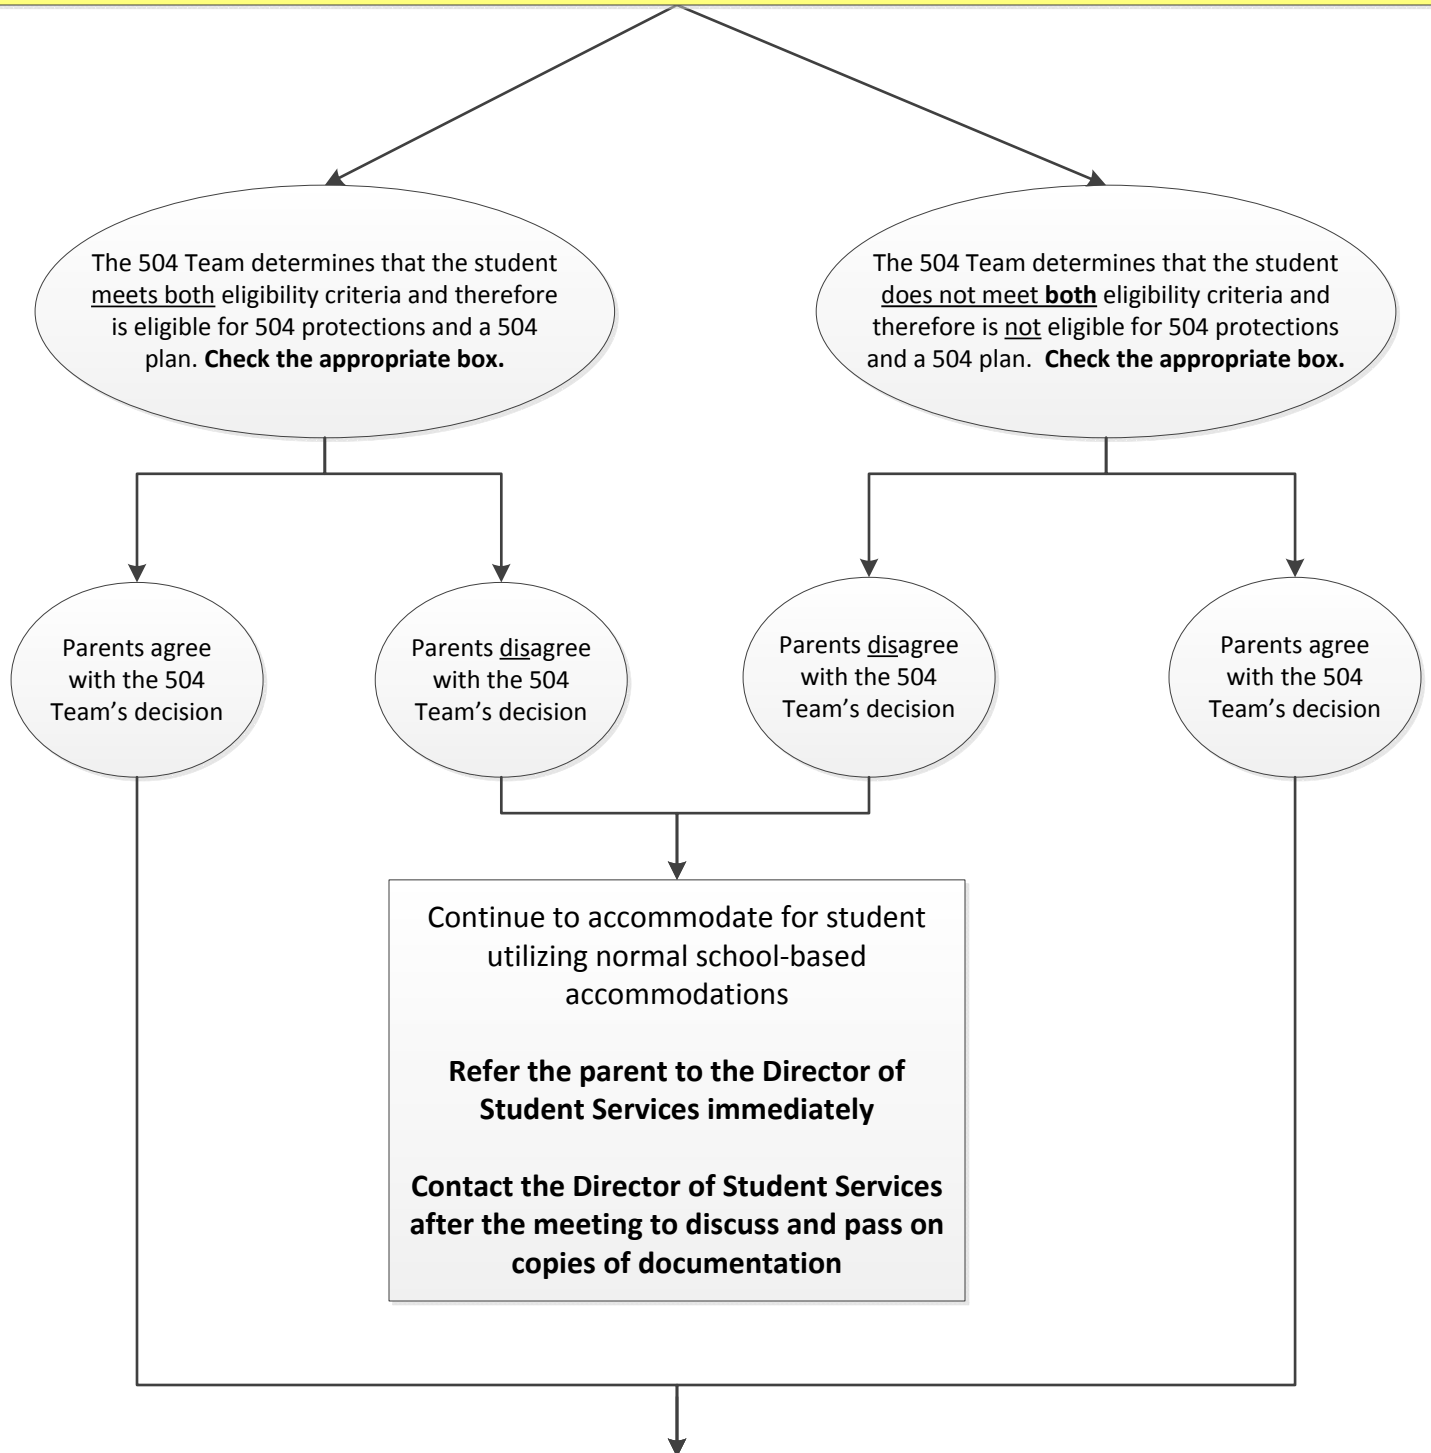 The 504 Team determines that the student
meets both eligibility criteria and therefore
is eligible for 504 protections and a 504
plan. Check the appropriate box.
The 504 Team determines that the student
does not meet both eligibility criteria and
therefore is not eligible for 504 protections
and a 504 plan.  Check the appropriate box.
Parents agree
with the 504
Team’s decision
Parents disagree
with the 504
Team’s decision
Parents disagree
with the 504
Team’s decision
Parents agree
with the 504
Team’s decision
Continue to accommodate for student
utilizing normal school-based
accommodations
Refer the parent to the Director of
Student Services immediately
Contact the Director of Student Services
after the meeting to discuss and pass on
copies of documentation